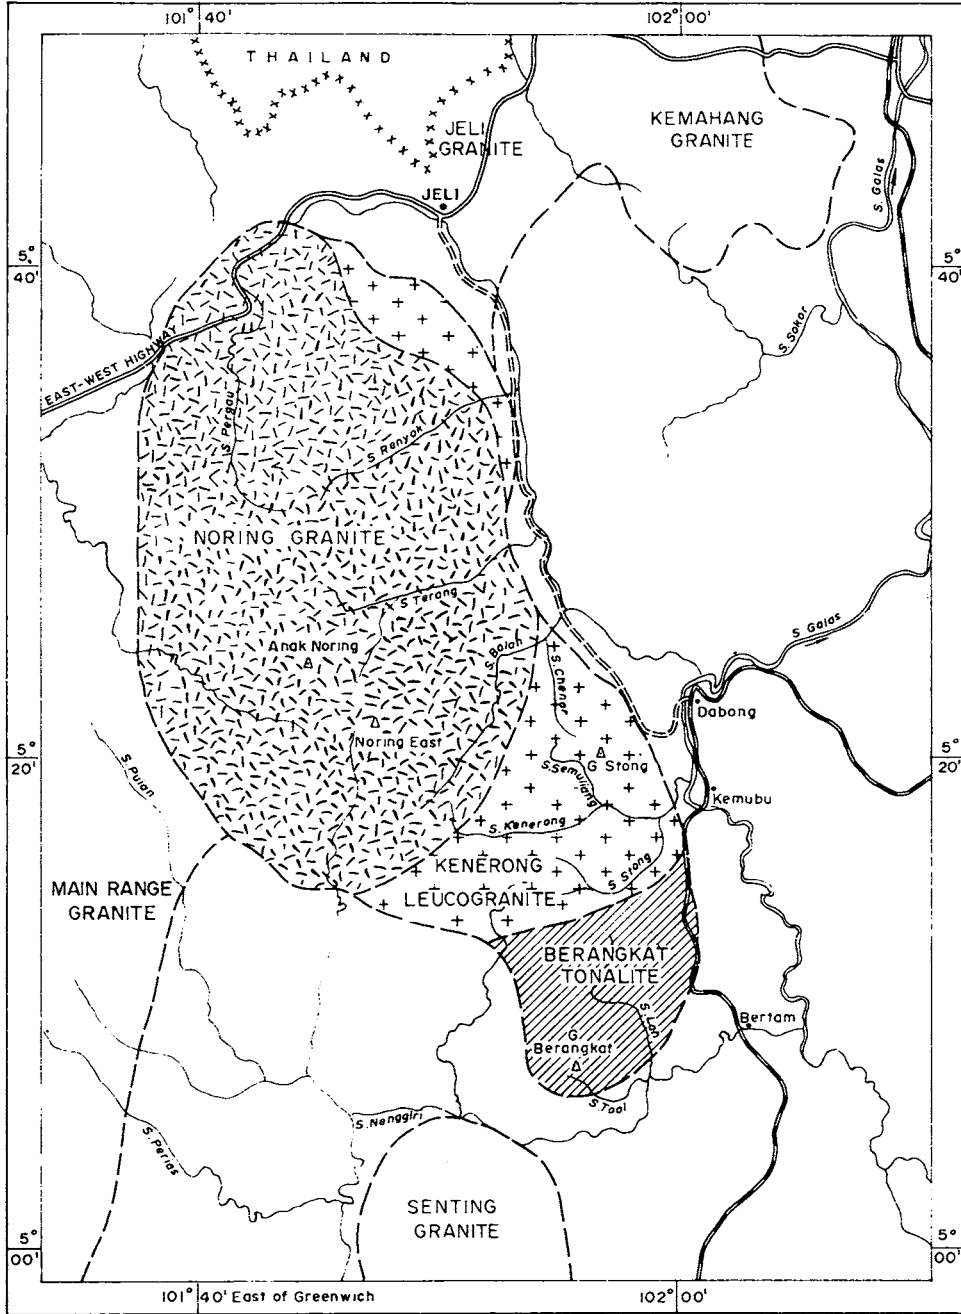 101° 40'
102° 00'
THAILAND
JELI
GRANITE
KEMAHANG
GRANITE
S. Galas
JELI
5°
40'
5°
40'
S. Sokor
EAST-WEST HIGHWAY
S. Pergau
S. Renyok
NORING GRANITE
S. Terang
S. Balah
S. Galas
Anak Noring
S. Chenor
Dabong
Noring East
G Stong
5°
20'
5°
20'
S. Semuliang
S. Pulan
Kemubu
S. Kenerong
KENERONG
LEUCOGRANITE
S. Stong
MAIN RANGE
GRANITE
BERANGKAT
TONALITE
S. Lah
Bertam
G
Berangkat
S. Tool
S. Nenggiri
S. Perias
SENTING
GRANITE
5°
00'
5°
00'
101° 40' East of Greenwich
102° 00'